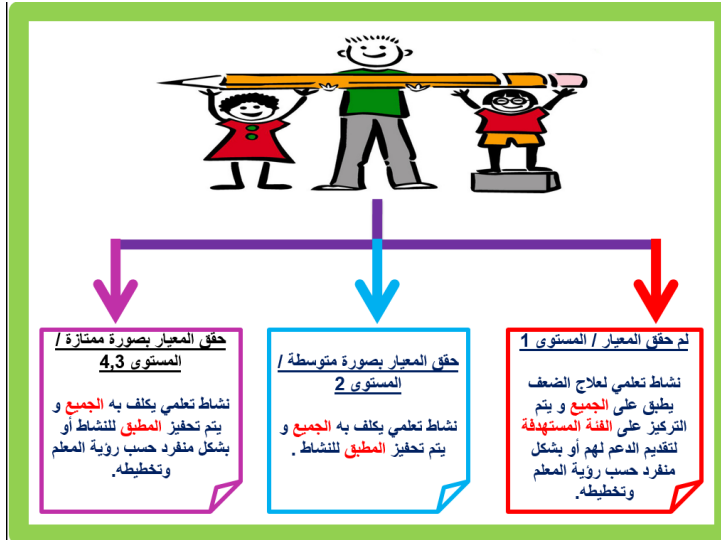 لم حقق المعيار / المستوى 1
نشاط تعلمي لعلاج الضعف
يطبق على الجميع و يتم
التركيز على الفئة المستهدفة
لتقديم الدعم لهم أو بشكل
منفرد حسب رؤية المعلم
وتخطيطه.
حقق المعيار بصورة متوسطة /
المستوى 2
نشاط تعلمي يكلف به الجميع و
يتم تحفيز المطبق للنشاط .
حقق المعيار بصورة ممتازة /
المستوى 4,3
نشاط تعلمي يكلف به الجميع و
يتم تحفيز المطبق للنشاط أو
بشكل منفرد حسب رؤية المعلم
وتخطيطه.